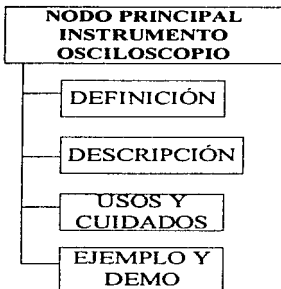 NODO PRINCIPAL
INSTRUMENTO
OSCILOSCOPIO
DEFINICIÓN
DESCRIPCIÓN
USOS Y
CUIDADOS
EJEMPLO Y
DEMO